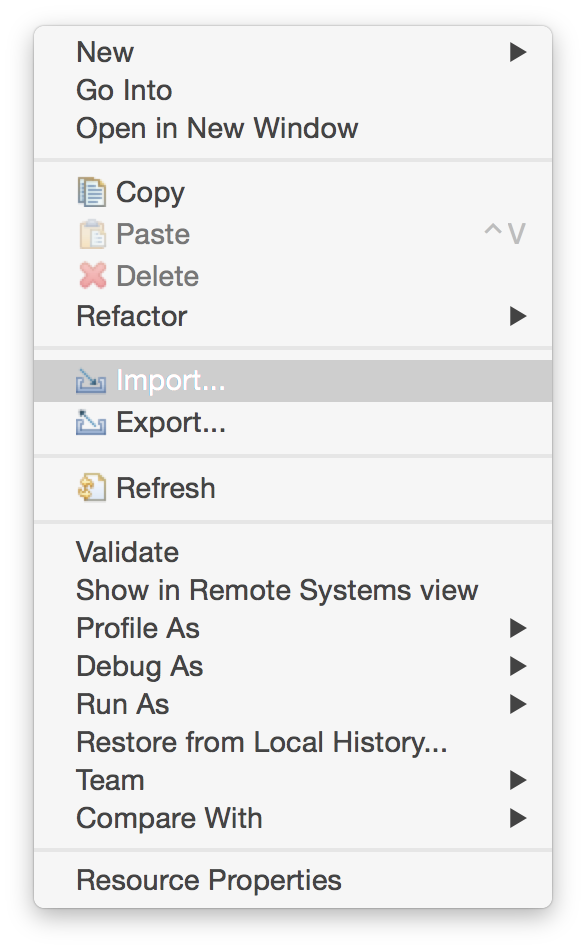 New
Go Into
Open in New Window
Copy
Paste ^V
Delete
Refactor
Import...
Export...
Refresh
Validate
Show in Remote Systems view
Profile As
Debug As
Run As
Restore from Local History...
Team
Compare With
Resource Properties